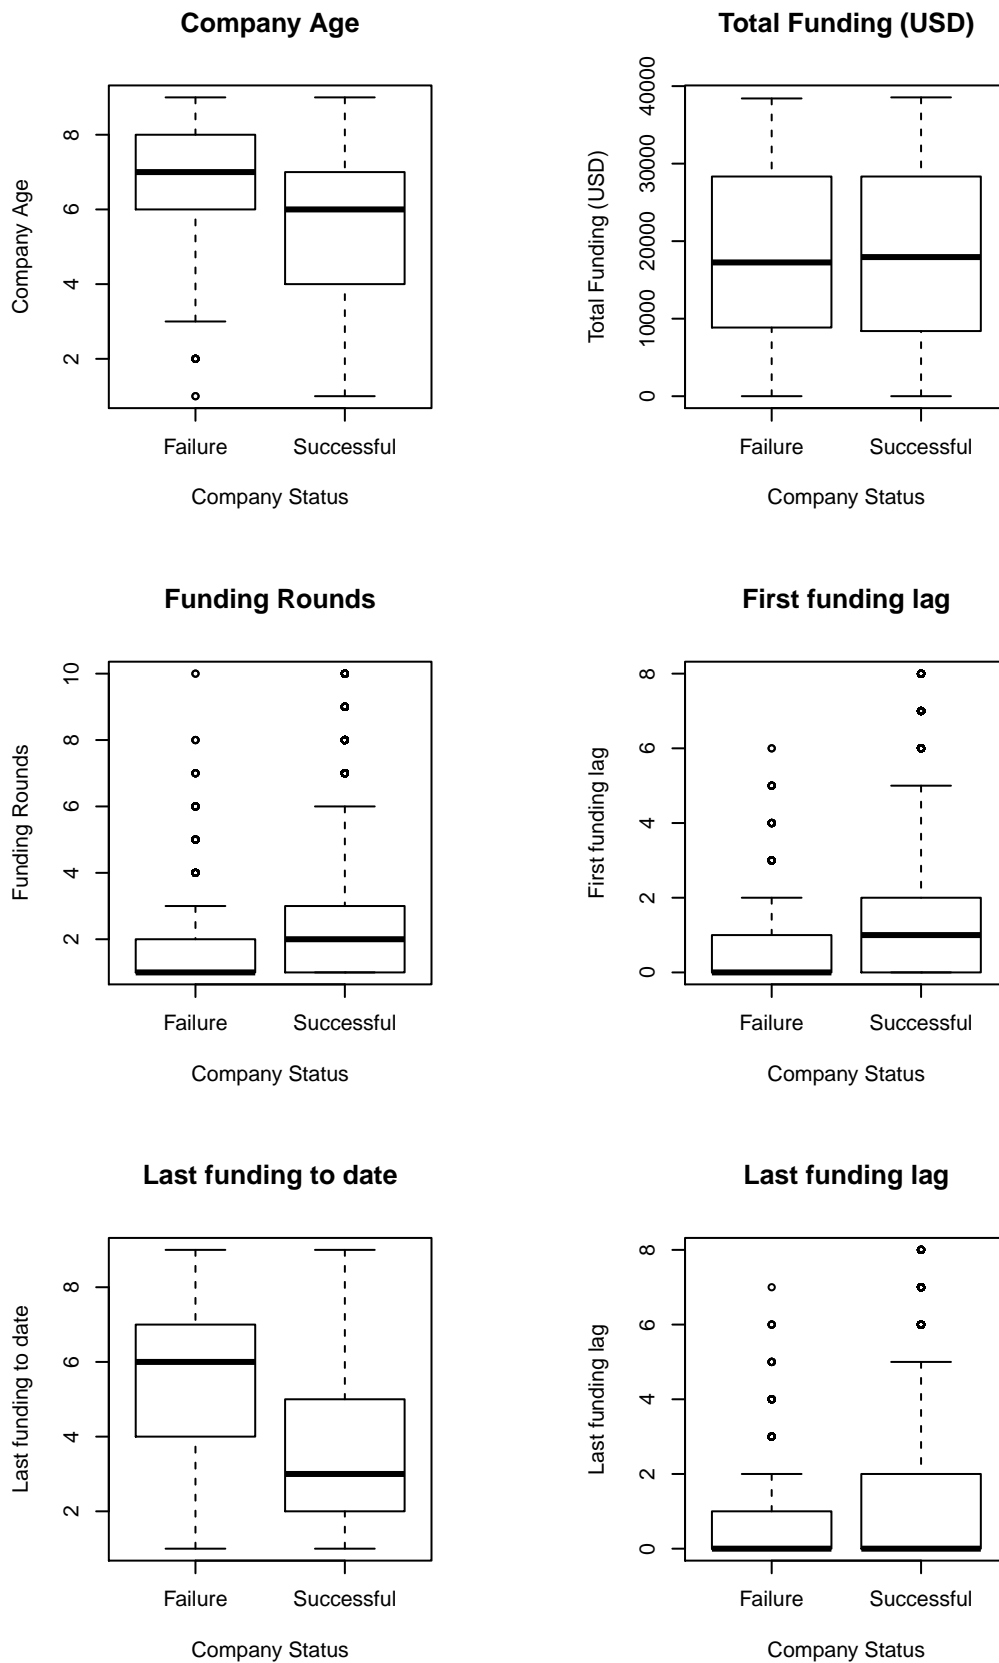 Company Age
Company Age
8
6
4
2
Failure Successful
Company Status
Total Funding (USD)
Total Funding (USD)
40000
30000
20000
10000
0
Failure Successful
Company Status
Funding Rounds
Funding Rounds
10
8
6
4
2
Failure Successful
Company Status
First funding lag
First funding lag
8
6
4
2
0
Failure Successful
Company Status
Last funding to date
Last funding to date
8
6
4
2
Failure Successful
Company Status
Last funding lag
Last funding lag
8
6
4
2
0
Failure Successful
Company Status